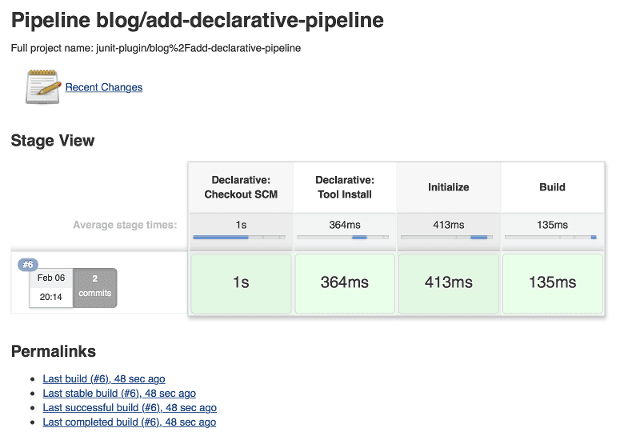 Pipeline blog/add-declarative-pipeline
Full project name: junit-plugin/blog%2Fadd-declarative-pipeline
Recent Changes
Stage View
Declarative: Checkout SCM
Declarative: Tool Install
Initialize
Build
Average stage times:
1s
364ms
413ms
135ms
#6
Feb 06
20:14
2
commits
1s
364ms
413ms
135ms
Permalinks
Last build (#6), 48 sec ago
Last stable build (#6), 48 sec ago
Last successful build (#6), 48 sec ago
Last completed build (#6), 48 sec ago